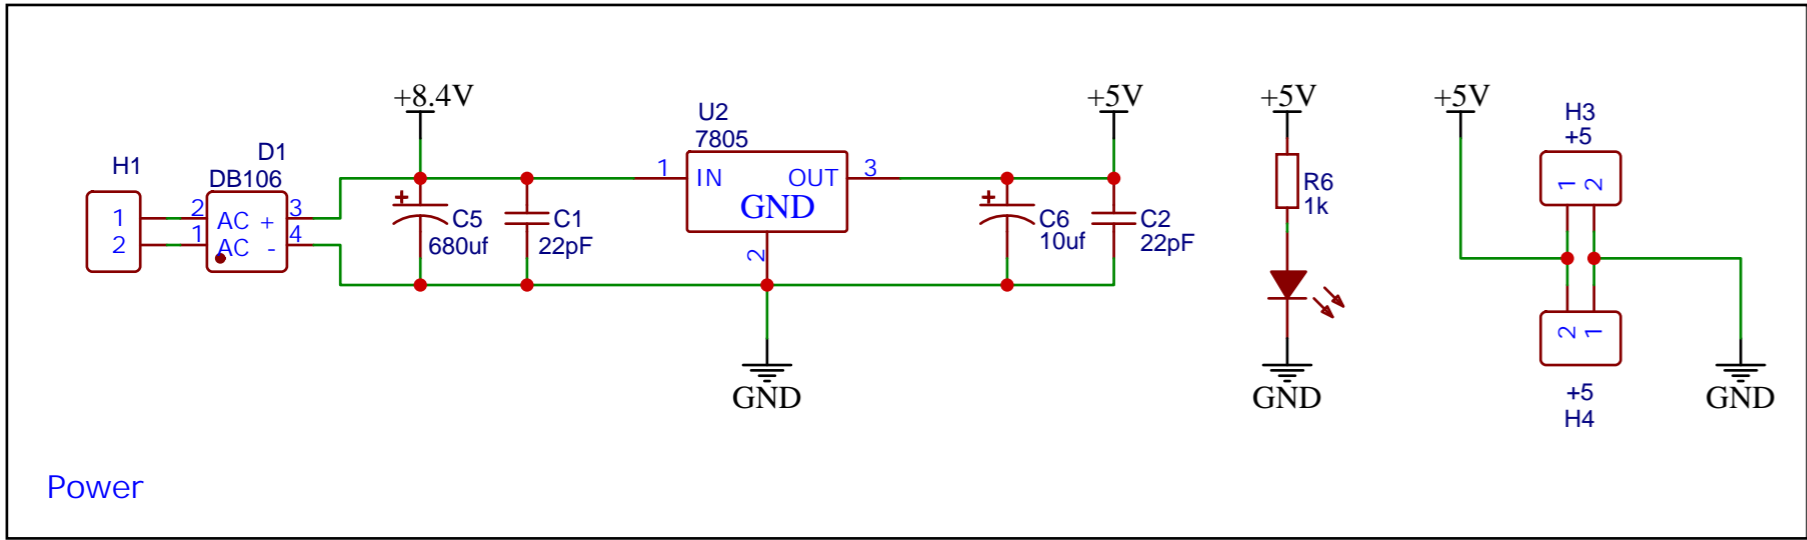 +8.4V
+5V
+5V
+5V
U2
7805
H3
+5
H1
D1
DB106
1
2
2
1
AC +
AC -
3
4
+
C5
680uf
C1
22pF
1
IN
OUT
GND
3
2
+
C6
10uf
C2
22pF
R6
1k
1
2
2
1
+5
H4
GND
GND
GND
Power